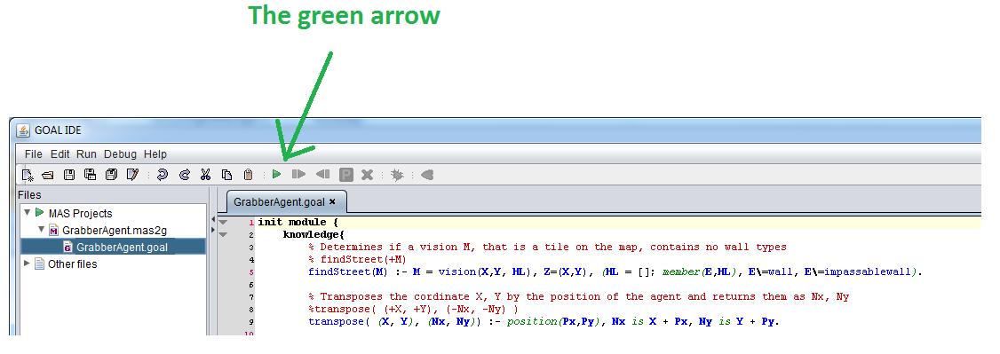 The green arrow
GOAL IDE
File Edit Run Debug Help
P
Files
MAS Projects
GrabberAgent.mas2g
GrabberAgent.goal
Other files
GrabberAgent.goal
1 init module {
2 knowledge{
3 % Determines if a vision M, that is a tile on the map, contains no wall types
4 % findStreet(+M)
5 findStreet(M) :- M = vision(X,Y, HL), Z=(X,Y), (HL = []; member(E,HL), E\=wall, E\=impassablewall).
6
7 % Transposes the cordinate X, Y by the position of the agent and returns them as Nx, Ny
8 %transpose( (+X, +Y), (-Nx, -Ny) )
9 transpose( (X, Y), (Nx, Ny)) :- position(Px,Py), Nx is X + Px, Ny is Y + Py.
10